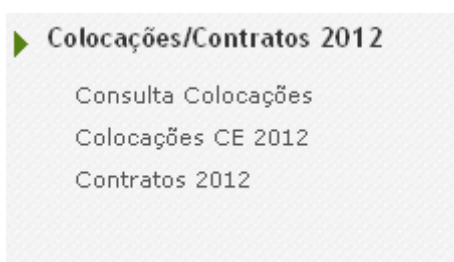 Colocações/Contratos 2012
Consulta Colocações
Colocações CE 2012
Contratos 2012